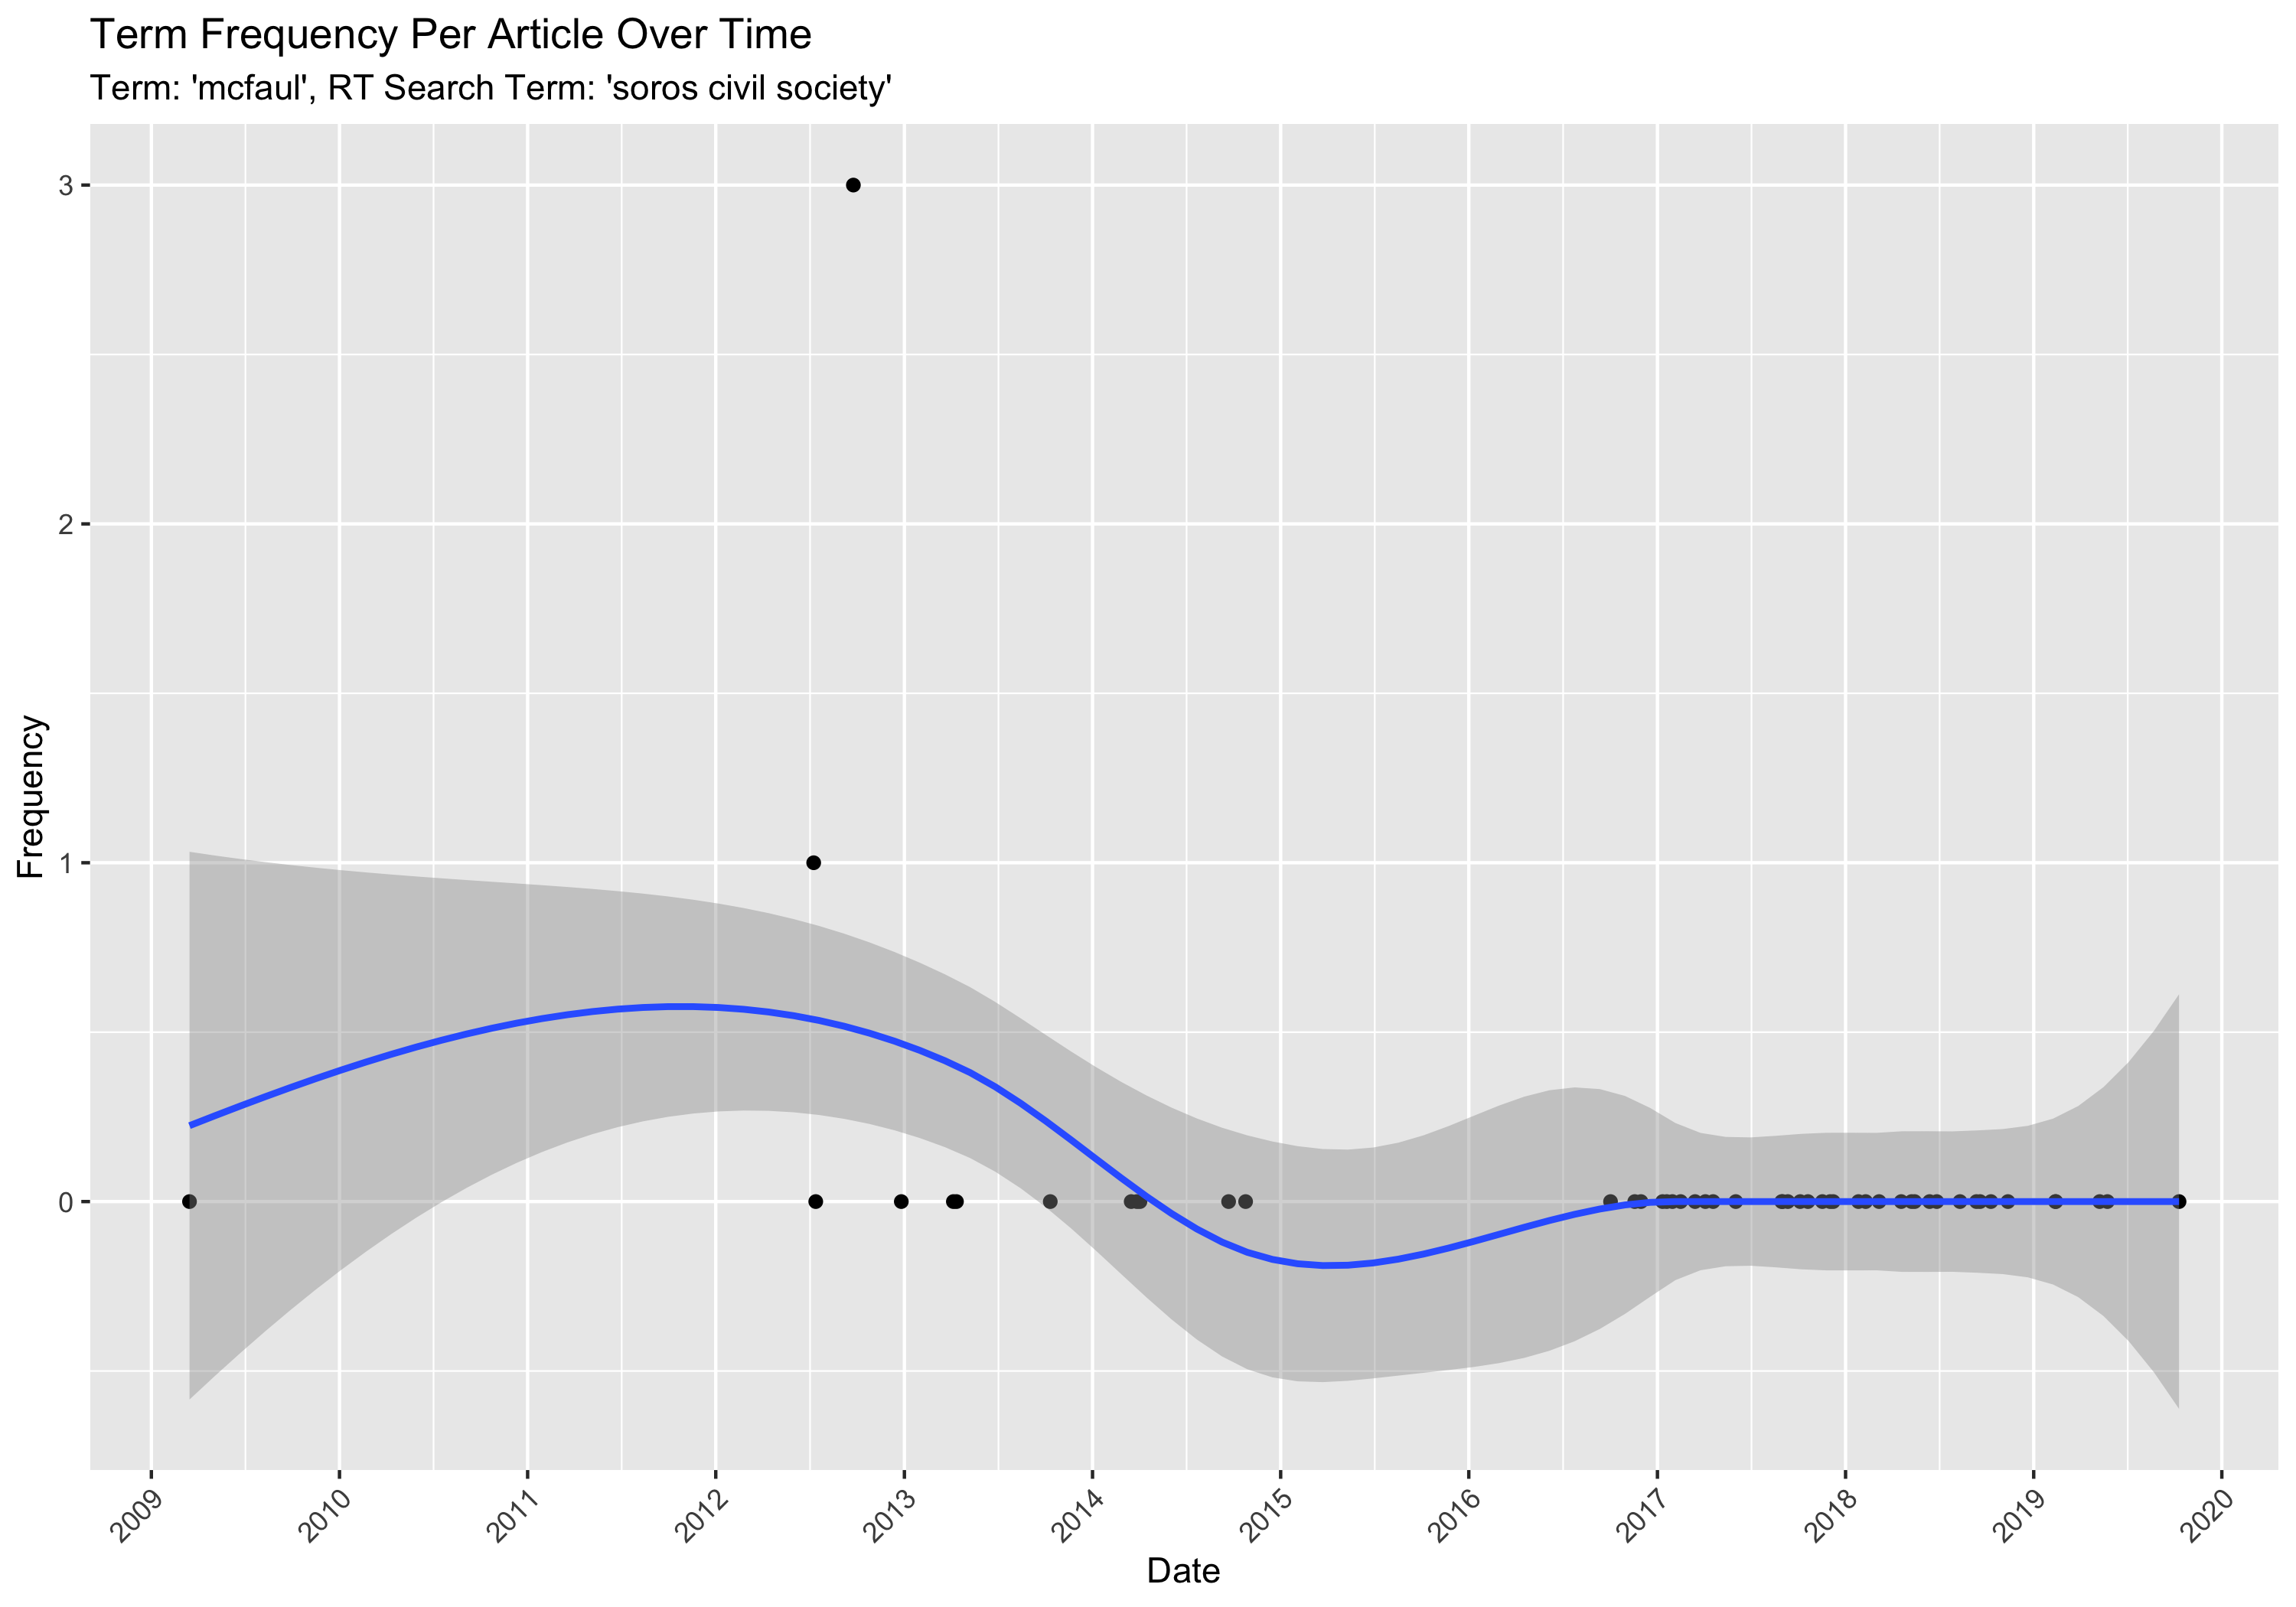 Term Frequency Per Article Over Time
Term: 'mcfaul', RT Search Term: 'soros civil society'
Frequency
3
2
1
0
2009 2010 2011 2012 2013 2014 2015 2016 2017 2018 2019 2020
Date